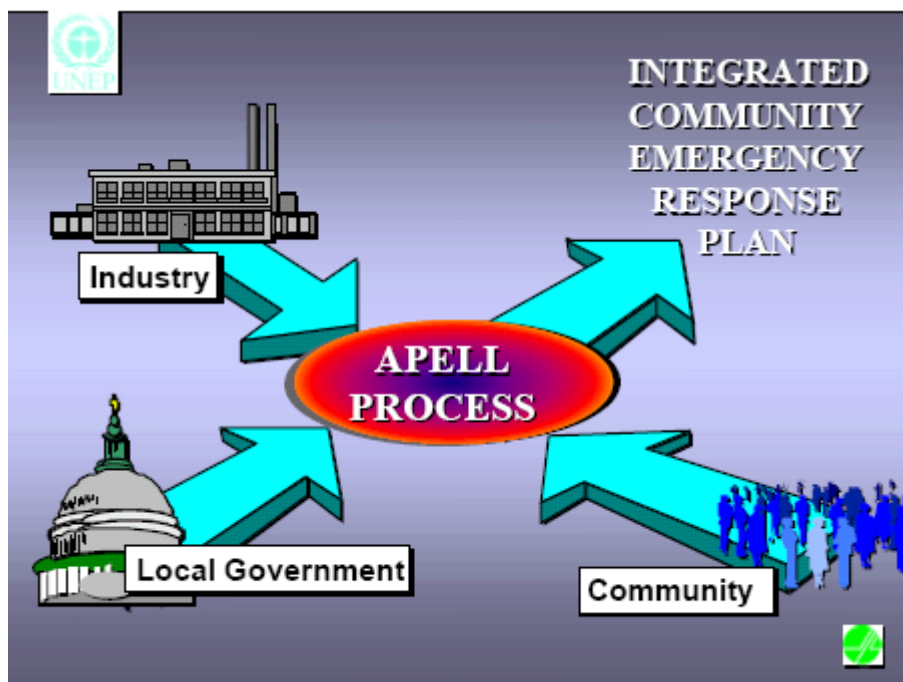 UNEP
INTEGRATED
COMMUNITY
EMERGENCY
RESPONSE
PLAN
Industry
APELL
PROCESS
Local Government
Community